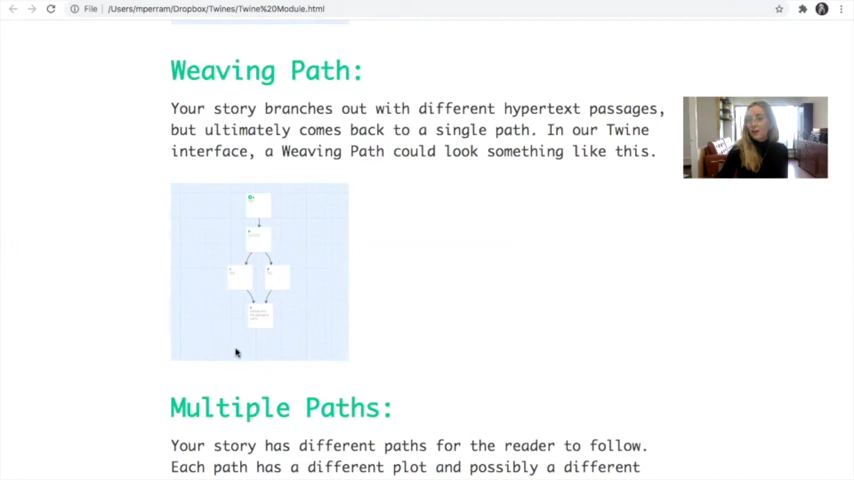 File
/Users/mperram/Dropbox/Twines/Twine%20Module.html
Weaving Path:
Your story branches out with different hypertext passages,
but ultimately comes back to a single path. In our Twine
interface, a Weaving Path could look something like this.
Multiple Paths:
Your story has different paths for the reader to follow.
Each path has a different plot and possibly a different